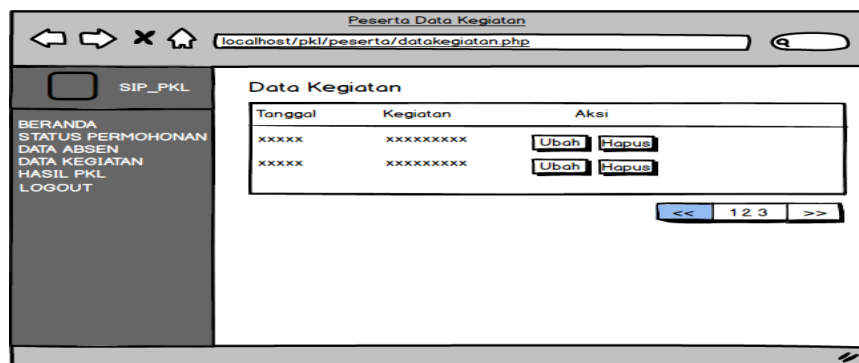 Peserta Data Kegiatan
localhost/pkl/peserta/datakegiatan.php
SIP_PKL
BERANDA
STATUS PERMOHONAN
DATA ABSEN
DATA KEGIATAN
HASIL PKL
LOGOUT
Data Kegiatan
Tanggal Kegiatan Aksi
xxxxx xxxxxxxxx Ubah Hapus
xxxxx xxxxxxxxx Ubah Hapus
<< 1 2 3 >>